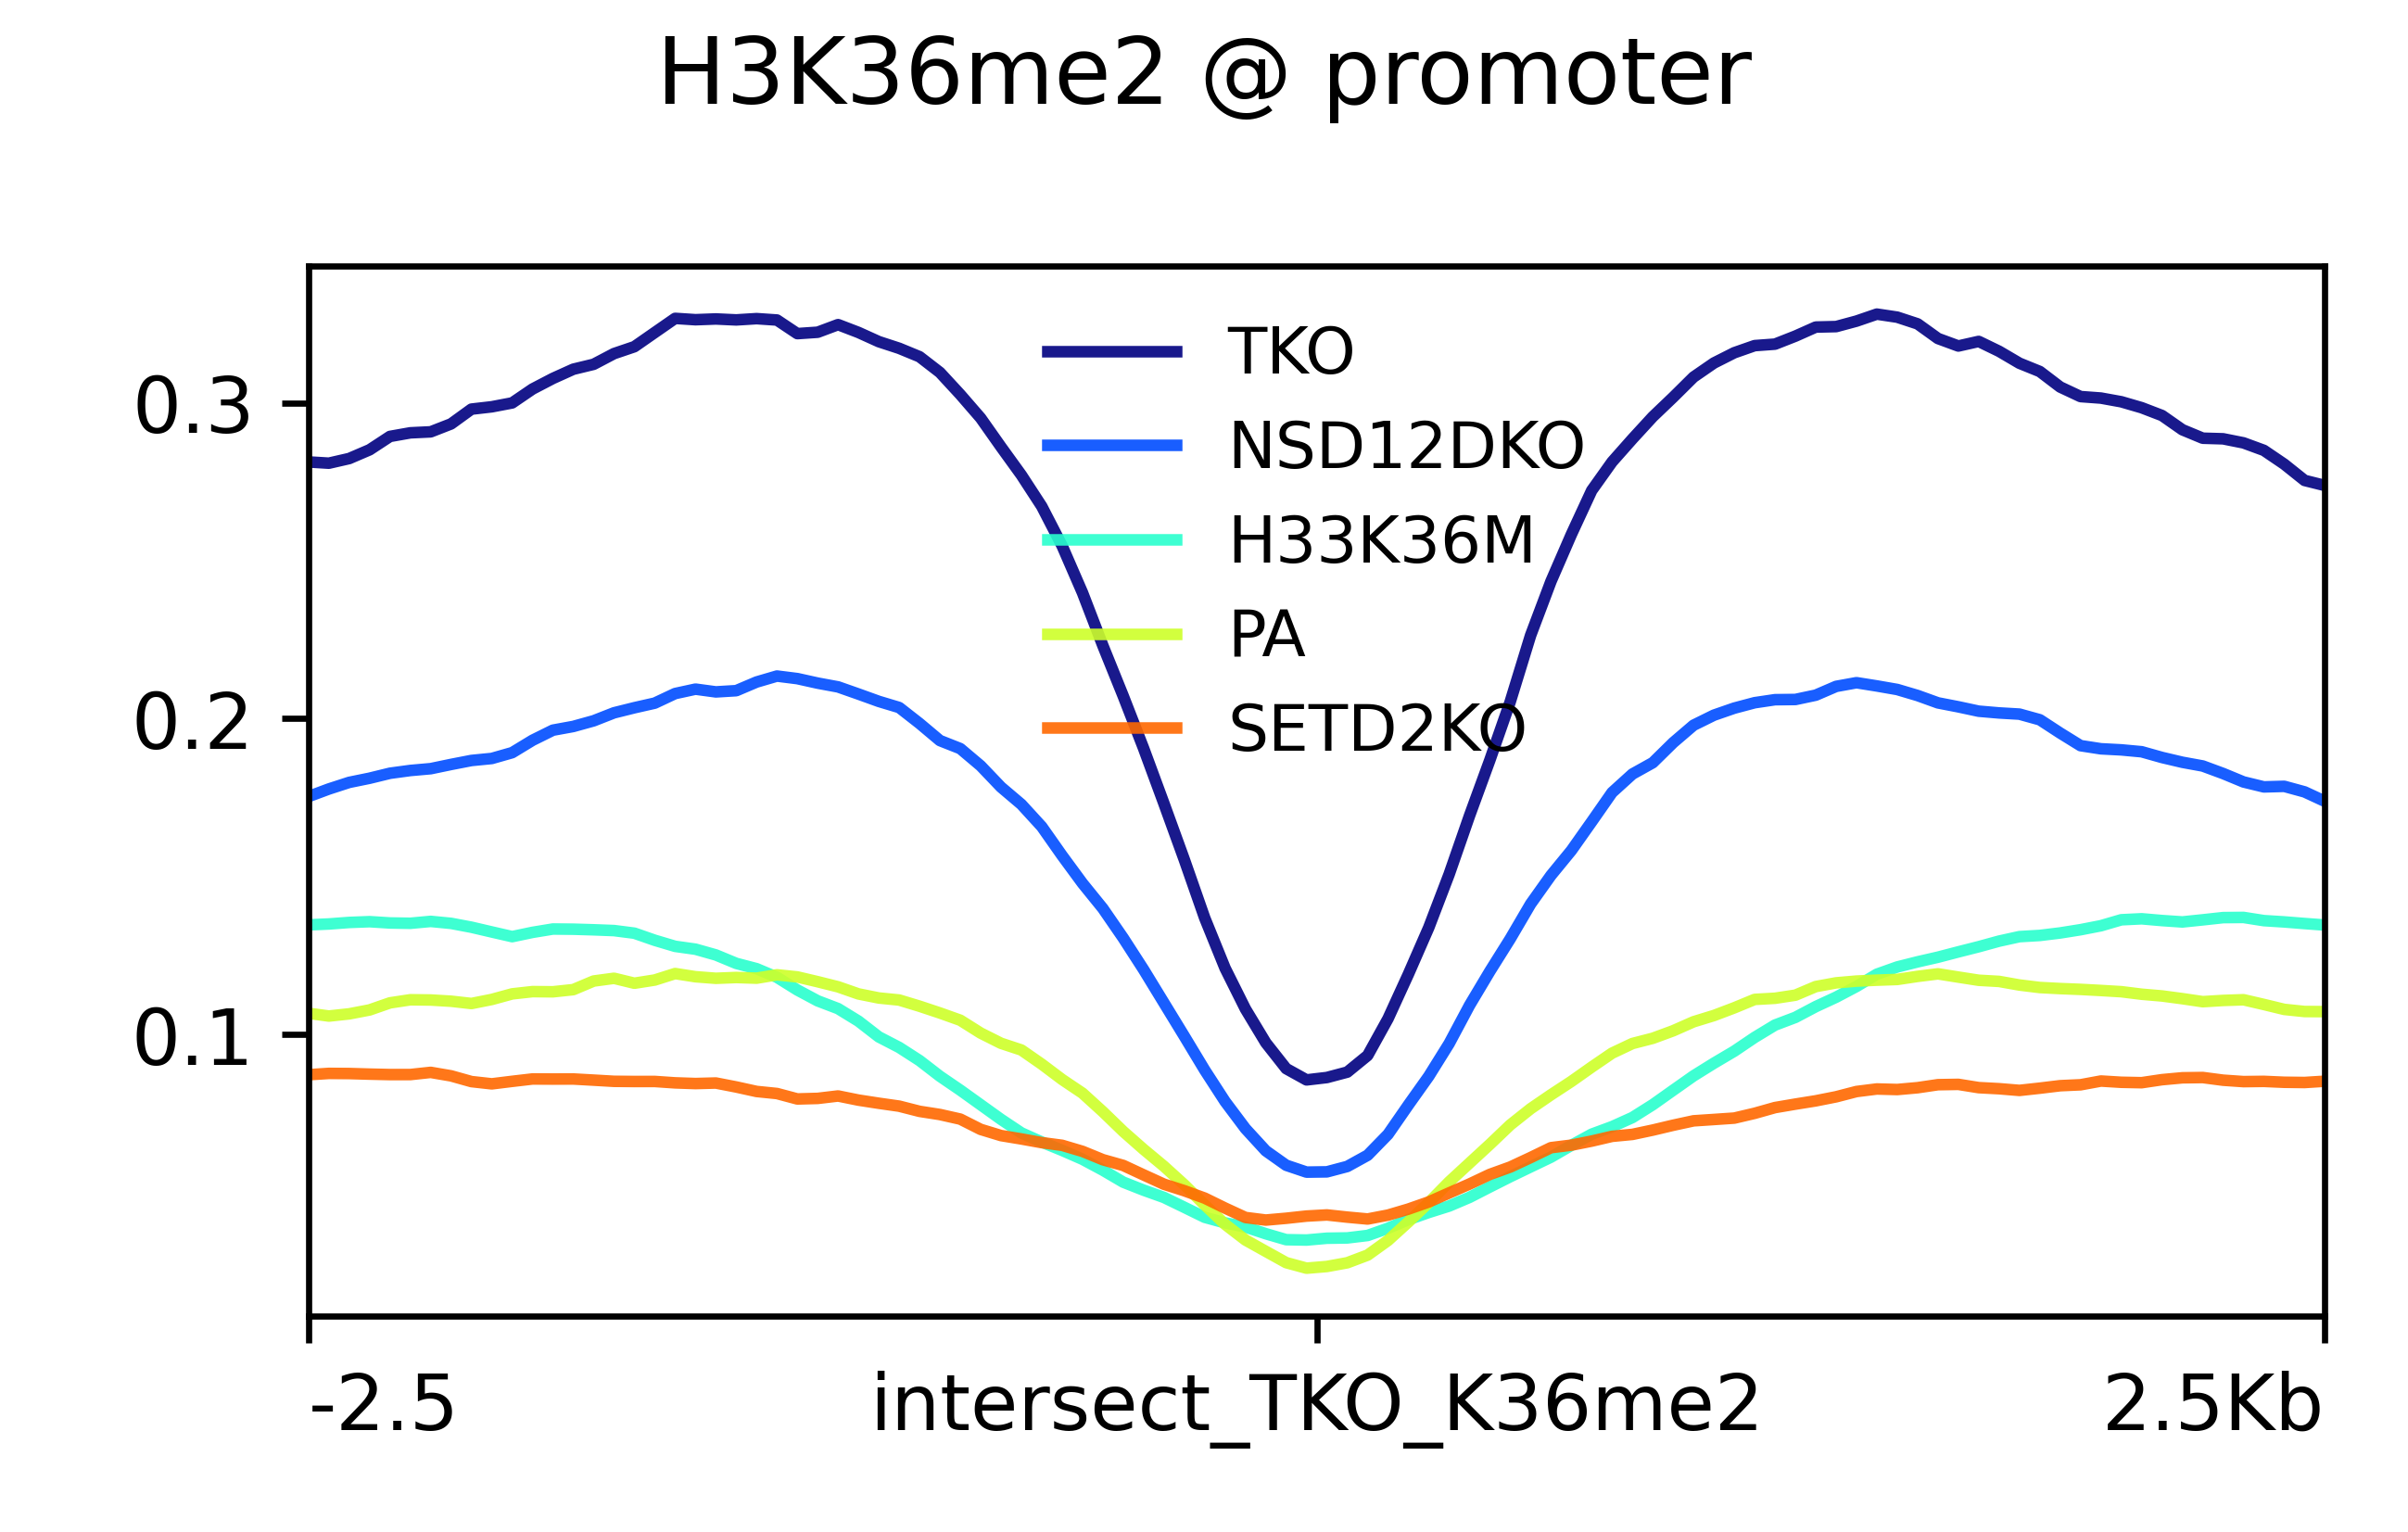 H3K36me2 @ promoter
TKO
NSD12DKO
H33K36M
PA
SETD2KO
0.3
0.2
0.1
-2.5
intersect_TKO_K36me2
2.5Kb